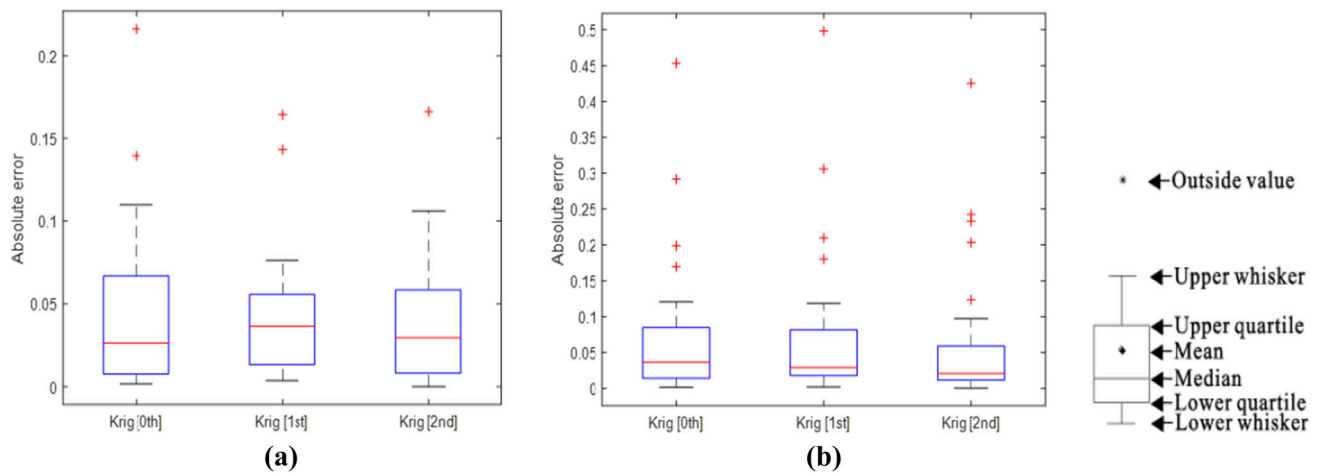 0.2
0.15
0.1
0.05
0
Absolute error
Krig [0th]
Krig [1st]
Krig [2nd]
(a)
0.5
0.45
0.4
0.35
0.3
0.25
0.2
0.15
0.1
0.05
0
Absolute error
Krig [0th]
Krig [1st]
Krig [2nd]
(b)
Outside value
Upper whisker
Upper quartile
Mean
Median
Lower quartile
Lower whisker